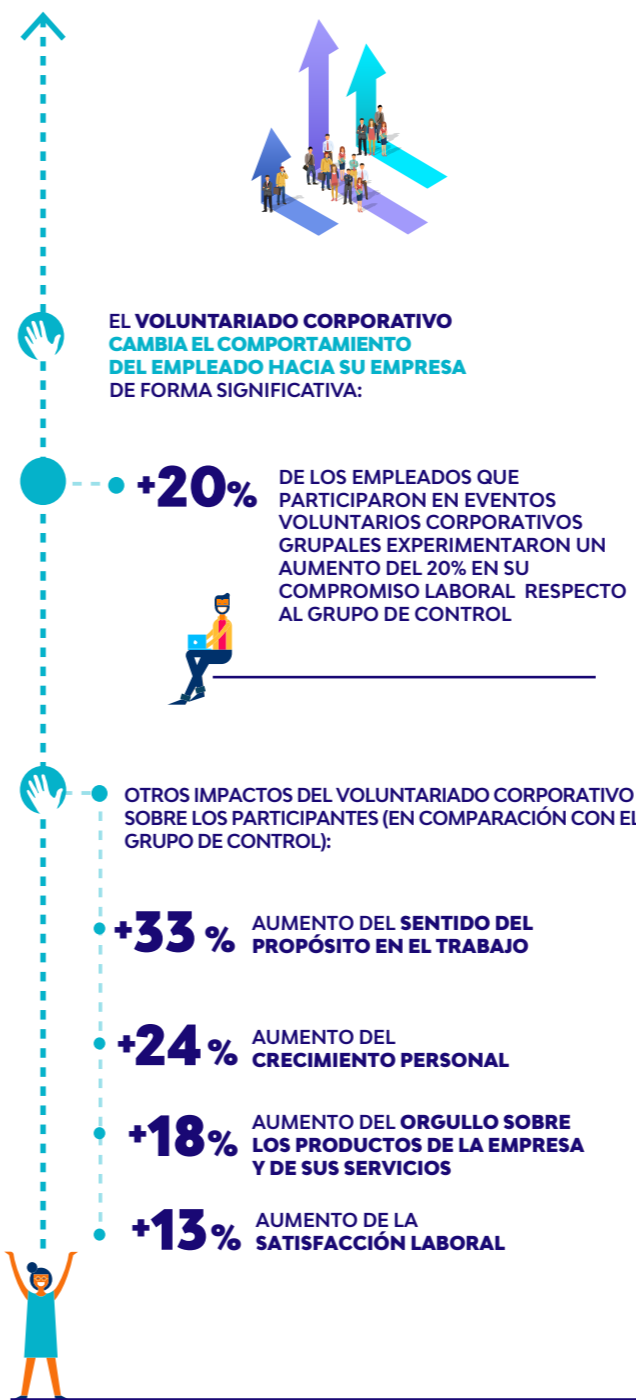 EL VOLUNTARIADO CORPORATIVO
CAMBIA EL COMPORTAMIENTO
DEL EMPLEADO HACIA SU EMPRESA
DE FORMA SIGNIFICATIVA:
+20%
DE LOS EMPLEADOS QUE
PARTICIPARON EN EVENTOS
VOLUNTARIOS CORPORATIVOS
GRUPALES EXPERIMENTARON UN
AUMENTO DEL 20% EN SU
COMPROMISO LABORAL RESPECTO
AL GRUPO DE CONTROL
OTROS IMPACTOS DEL VOLUNTARIADO CORPORATIVO
SOBRE LOS PARTICIPANTES (EN COMPARACIÓN CON EL
GRUPO DE CONTROL):
+33 %
AUMENTO DEL SENTIDO DEL
PROPÓSITO EN EL TRABAJO
+24 %
AUMENTO DEL
CRECIMIENTO PERSONAL
+18%
AUMENTO DEL ORGULLO SOBRE
LOS PRODUCTOS DE LA EMPRESA
Y DE SUS SERVICIOS
+13%
AUMENTO DE LA
SATISFACCIÓN LABORAL